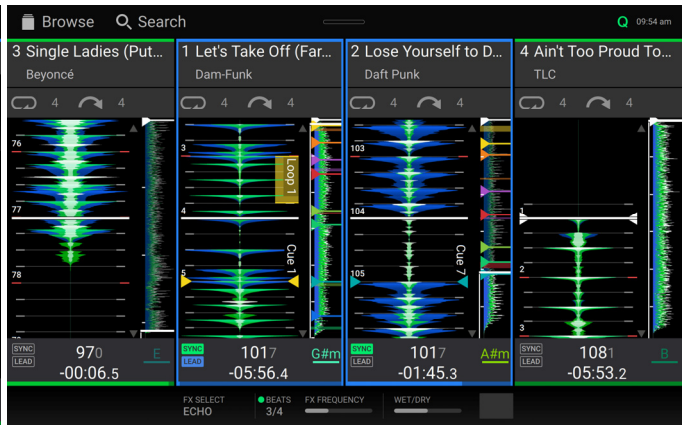 Browse Search Q 09:54 am
3 Single Ladies (Put...
Beyoncé
4 4
76
77
78
SYNC
LEAD
970
E
-00:06.5
1 Let's Take Off (Far...
Dam-Funk
4 4
3
4
5
Loop 1
Cue 1
SYNC
LEAD
1017
G#m
-05:56.4
2 Lose Yourself to D...
Daft Punk
4 4
103
104
105
Cue 7
SYNC
LEAD
1017
A#m
-01:45.3
4 Ain't Too Proud To...
TLC
4 4
1
2
3
SYNC
LEAD
1081
B
-05:53.2
FX SELECT
ECHO
BEATS
3/4
FX FREQUENCY
WET/DRY